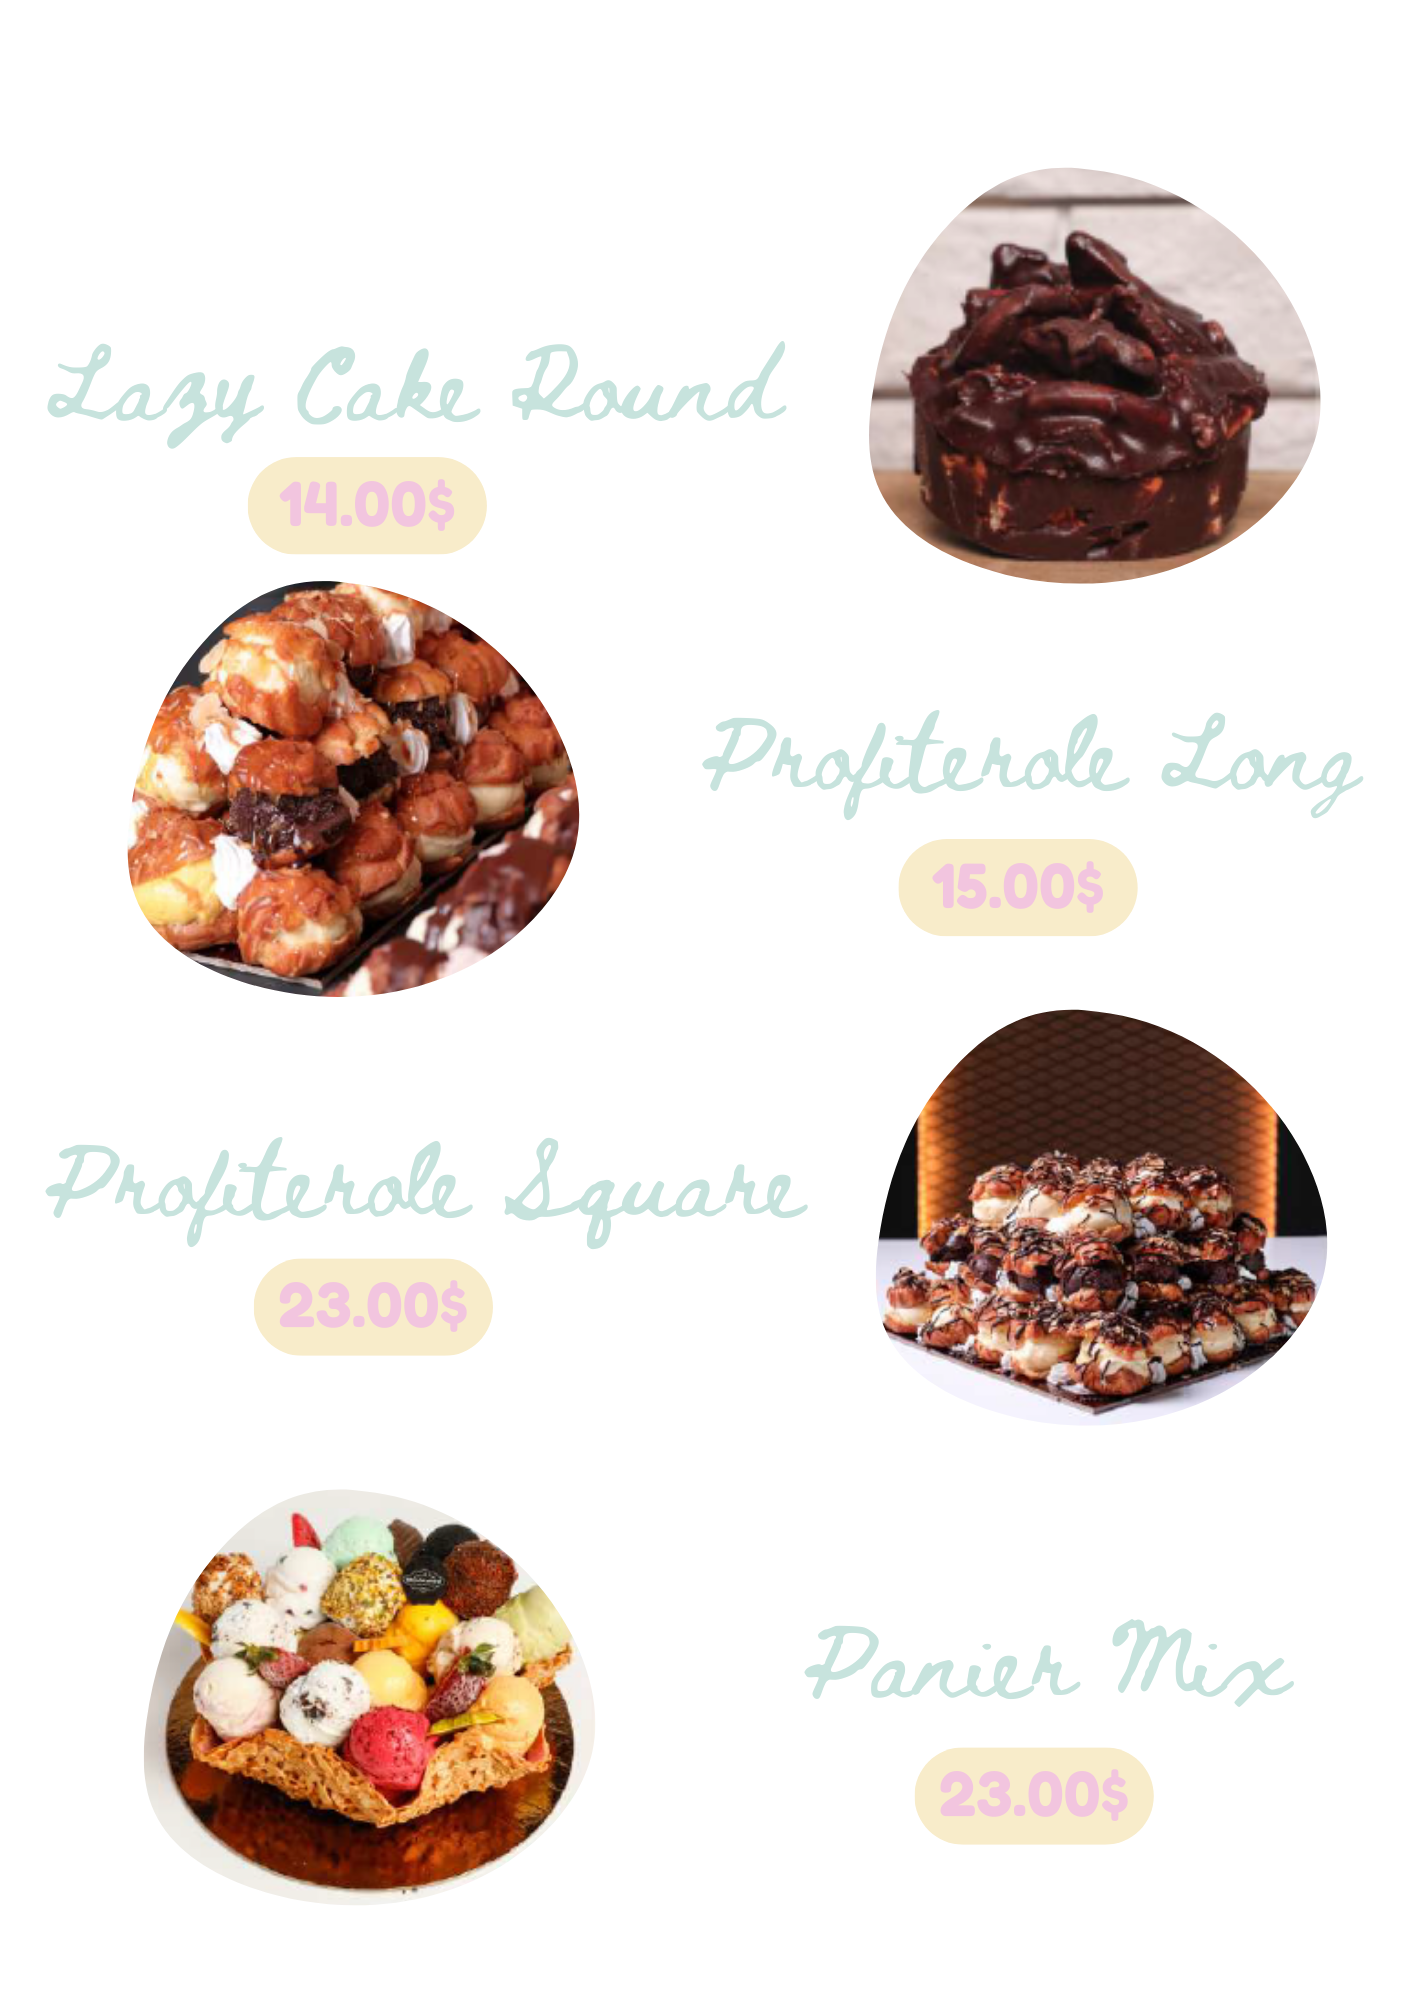 Lazy Cake Round
14.00$
Profiterole Long
15.00$
Profiterole Square
23.00$
Panier Mix
23.00$